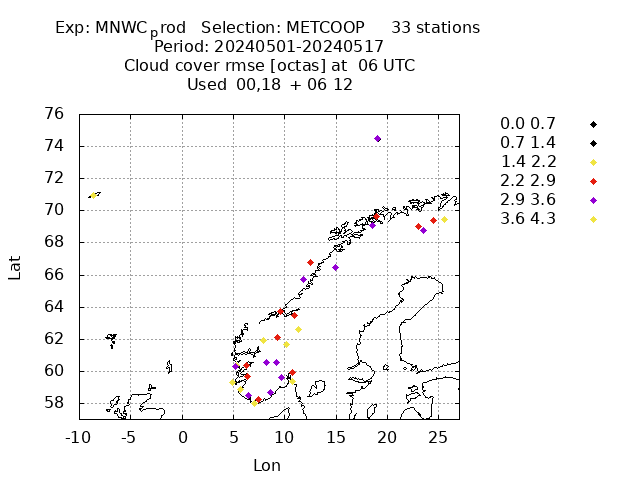 Exp: MNWCprod   Selection: METCOOP   33 stations
Period: 20240501-20240517
Cloud cover rmse [octas] at  06 UTC
Used  00,18  + 06 12
76
74
72
70
68
66
64
62
60
58
Lat
-10 -5 0 5 10 15 20 25
Lon
0.0 0.7
0.7 1.4
1.4 2.2
2.2 2.9
2.9 3.6
3.6 4.3